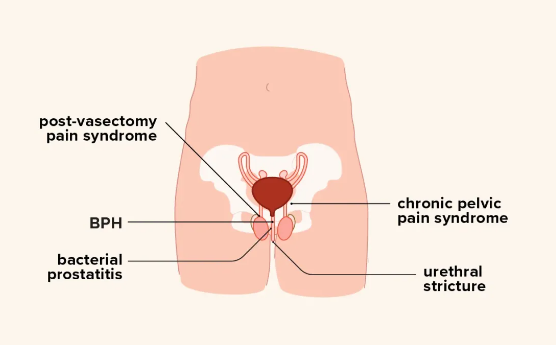 post-vasectomy
pain syndrome
BPH
bacterial
prostatitis
chronic pelvic
pain syndrome
urethral
stricture